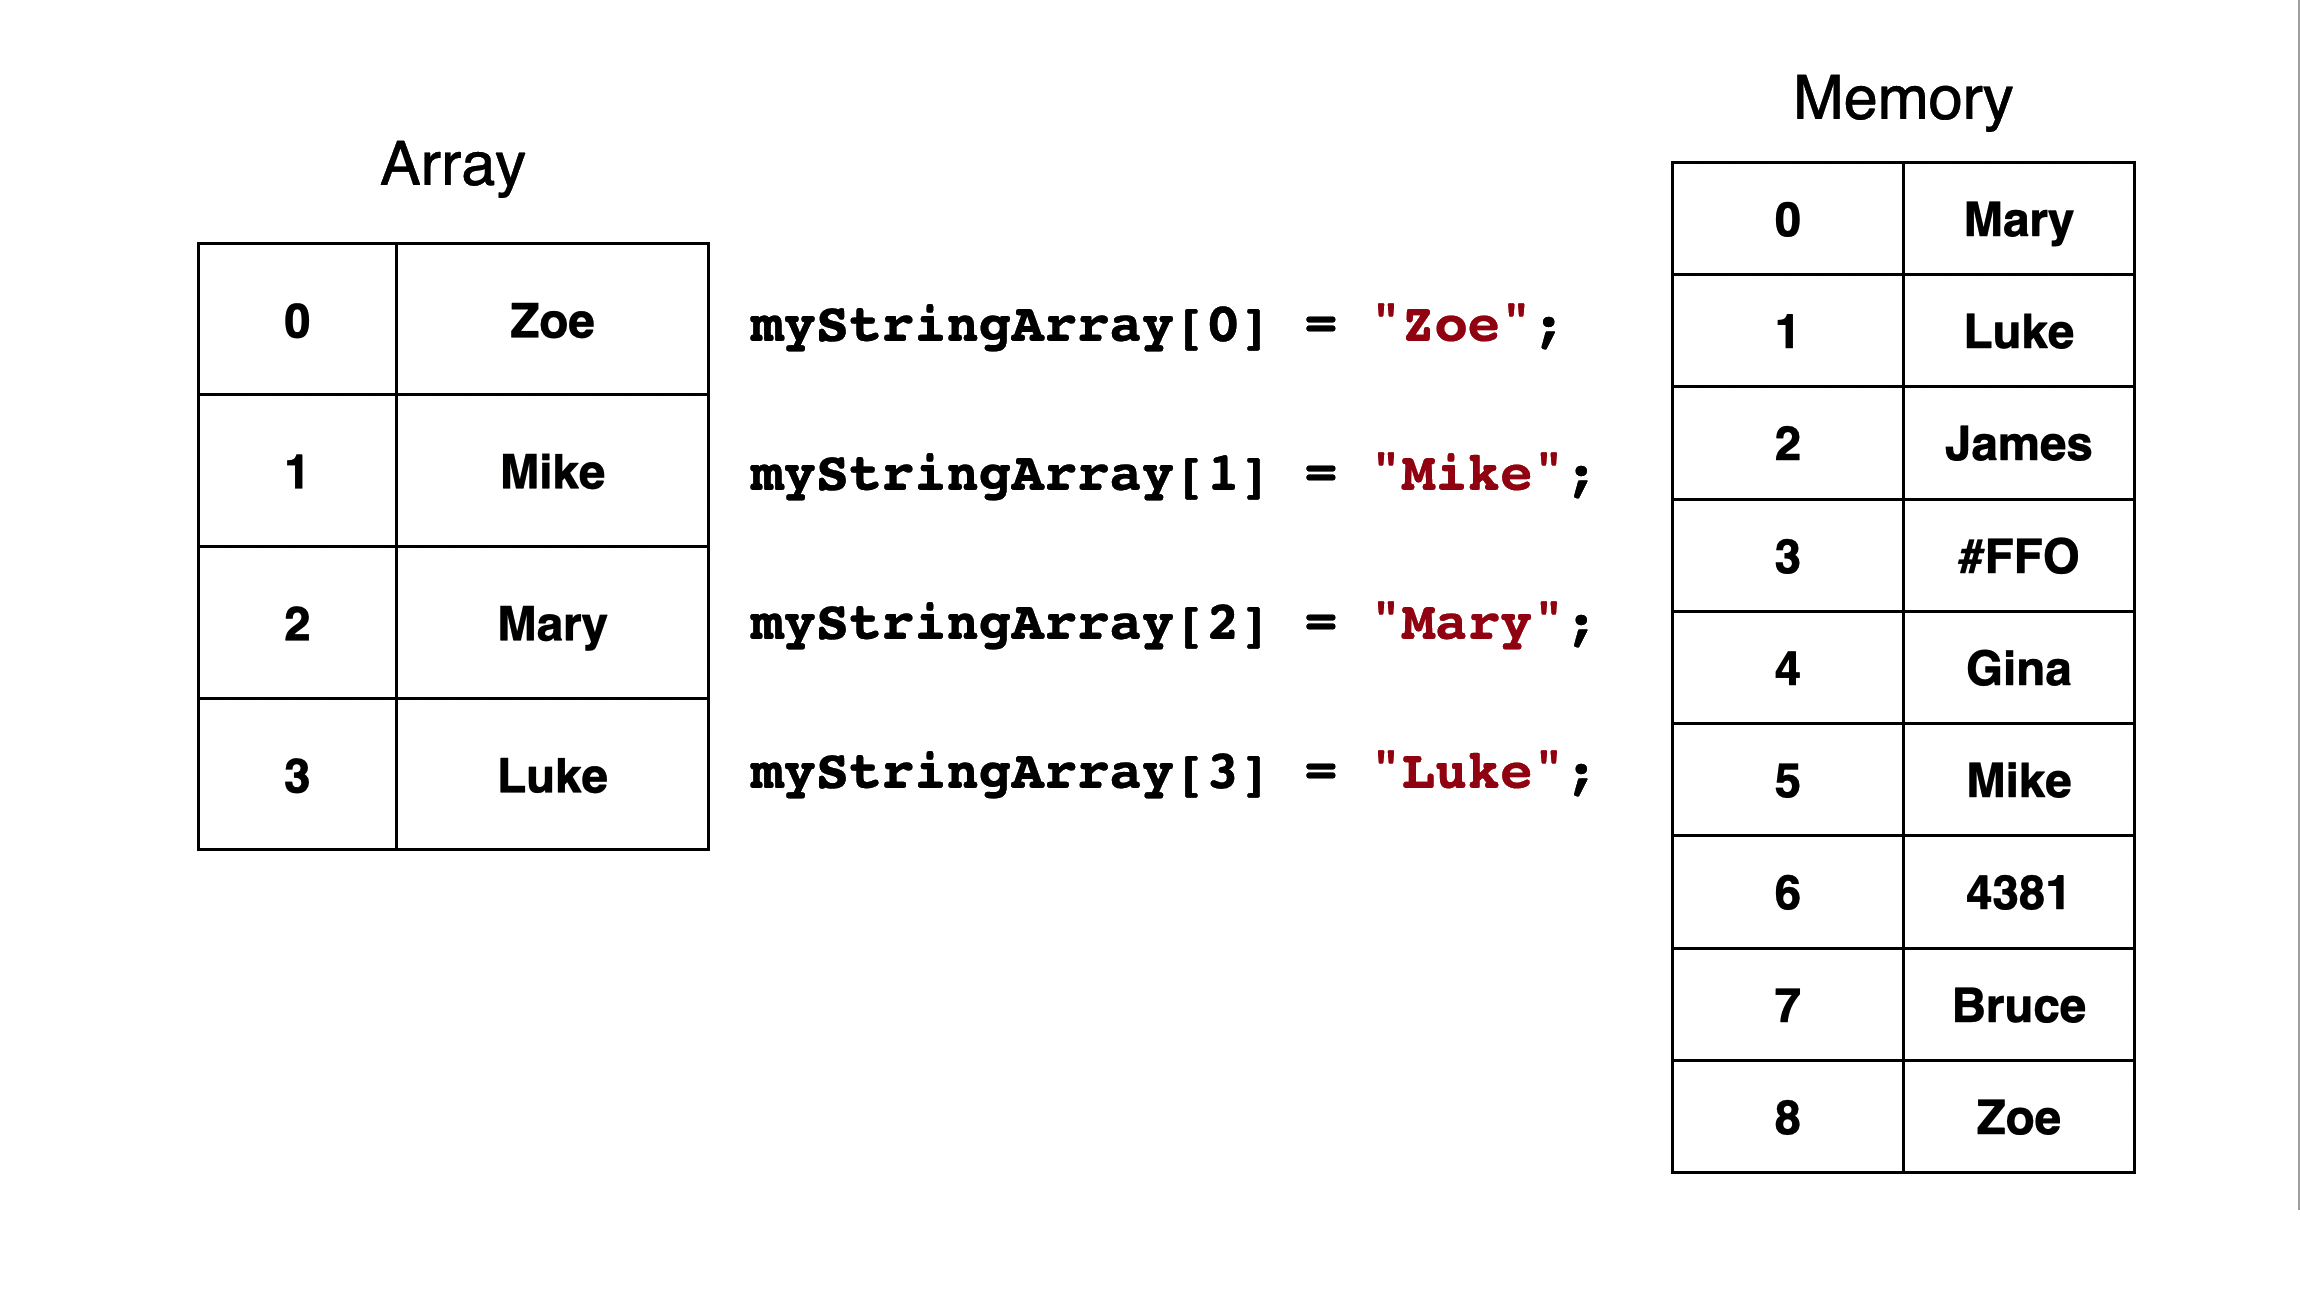 Array
0 Zoe
1 Mike
2 Mary
3 Luke
myStringArray[0] = "Zoe";
myStringArray[1] = "Mike";
myStringArray[2] = "Mary";
myStringArray[3] = "Luke";
Memory
0 Mary
1 Luke
2 James
3 #FFO
4 Gina
5 Mike
6 4381
7 Bruce
8 Zoe